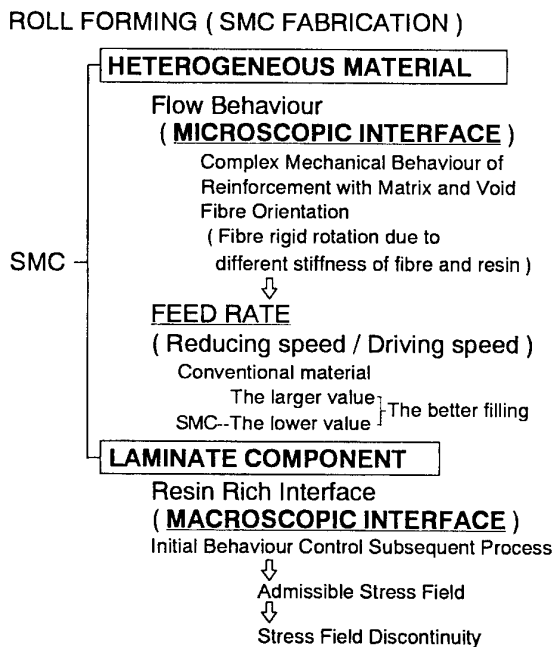 ROLL FORMING ( SMC FABRICATION )
HETEROGENEOUS MATERIAL
Flow Behaviour
( MICROSCOPIC INTERFACE )
Complex Mechanical Behaviour of
Reinforcement with Matrix and Void
Fibre Orientation
( Fibre rigid rotation due to
different stiffness of fibre and resin )
SMC
FEED RATE
( Reducing speed / Driving speed )
Conventional material
The larger value
The better filling
SMC--The lower value
LAMINATE COMPONENT
Resin Rich Interface
( MACROSCOPIC INTERFACE )
Initial Behaviour Control Subsequent Process
Admissible Stress Field
Stress Field Discontinuity